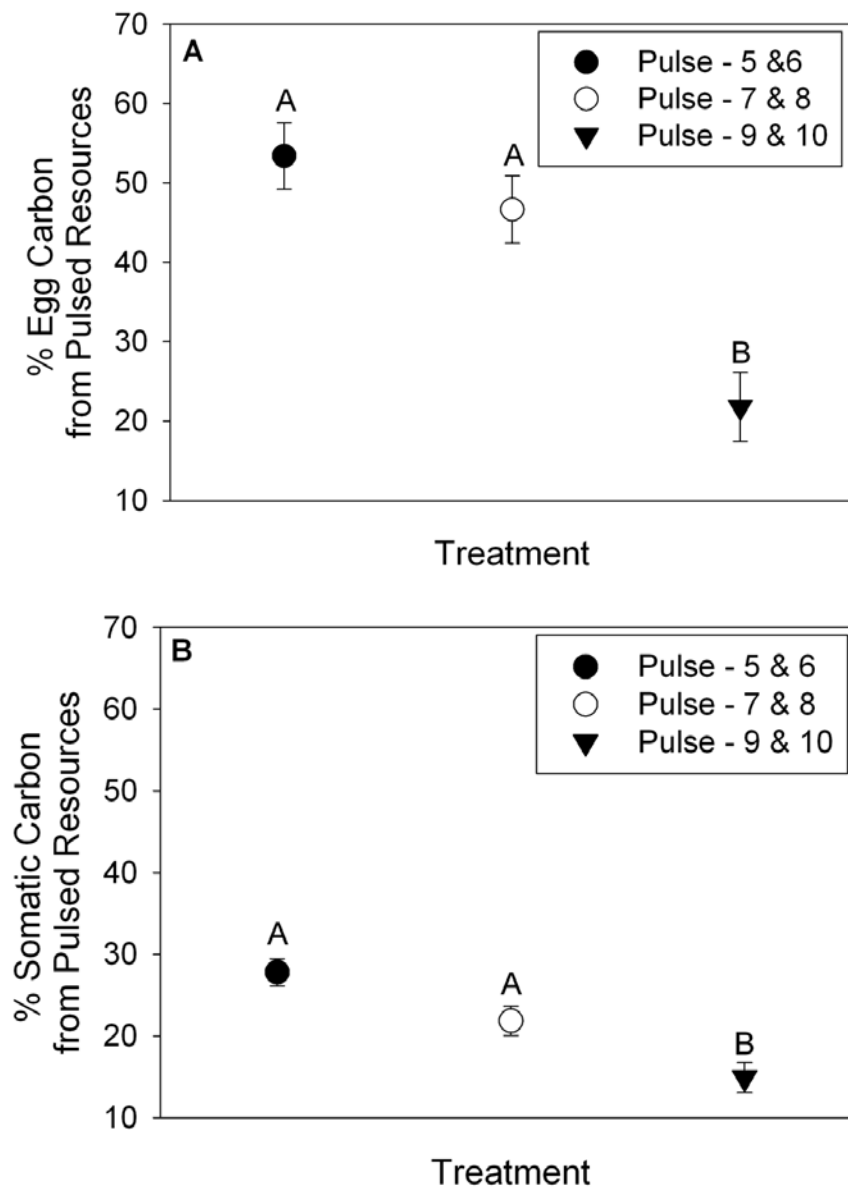 70
60
50
40
30
20
10
% Egg Carbon
from Pulsed Resources
A
Pulse - 5 &6
Pulse - 7 & 8
Pulse - 9 & 10
A
A
B
Treatment
70
60
50
40
30
20
10
% Somatic Carbon
from Pulsed Resources
B
Pulse - 5 & 6
Pulse - 7 & 8
Pulse - 9 & 10
A
A
B
Treatment